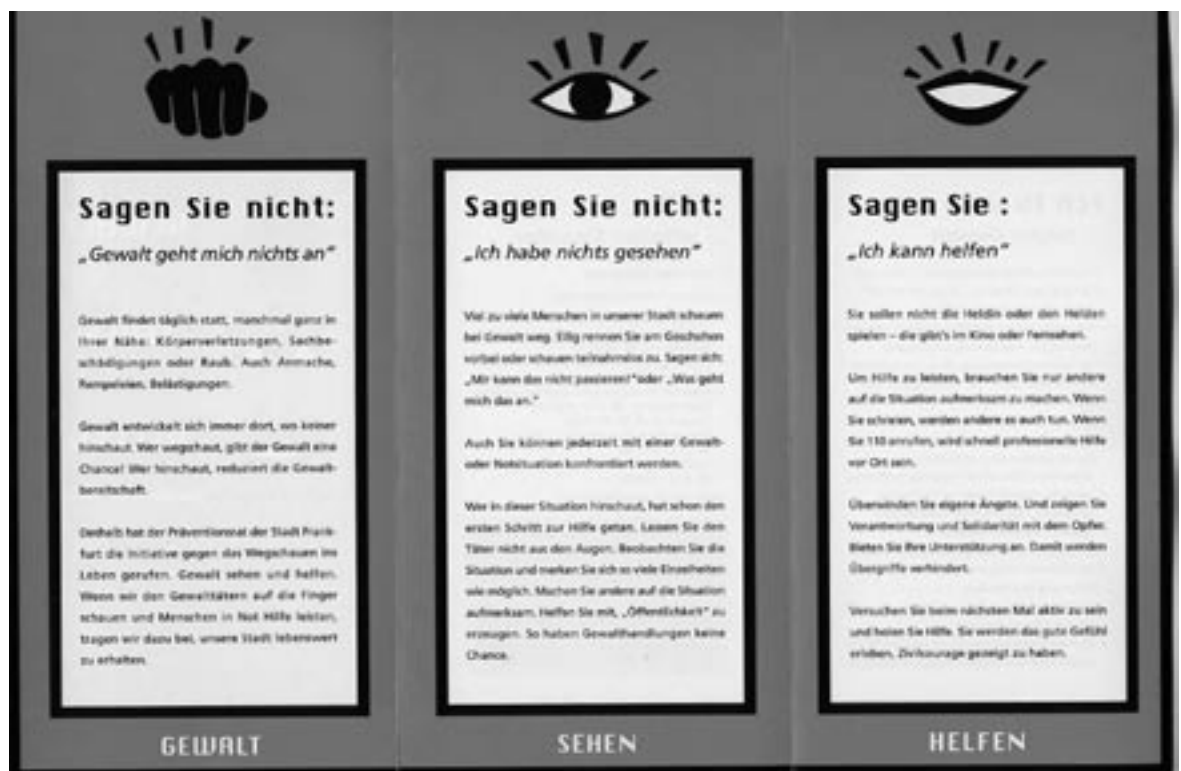 Sagen Sie nicht:
„Gewalt geht mich nichts an“
Gewalt findet täglich statt, manchmal ganz in
Ihrer Nähe: Körperverletzungen, Sachbe-
schädigungen oder Raub. Auch Anmache,
Rempeleien, Belästigungen.
Gewalt entwickelt sich immer dort, wo keiner
hinschaut. Wer wegschaut, gibt der Gewalt eine
Chance! Wer hinschaut, reduziert die Gewalt-
bereitschaft.
Deshalb hat der Präventionsrat der Stadt Frank-
furt die Initiative gegen das Wegschauen ins
Leben gerufen. Gewalt sehen und helfen.
Wenn wir den Gewalttätern auf die Finger
schauen und Menschen in Not Hilfe leisten,
tragen wir dazu bei, unsere Stadt lebenswert
zu erhalten.
GEWALT
Sagen Sie nicht:
„Ich habe nichts gesehen“
Viel zu viele Menschen in unserer Stadt schauen
bei Gewalt weg. Eilig rennen Sie am Geschehen
vorbei oder schauen teilnahmslos zu. Sagen sich:
„Mir kann das nicht passieren!“ oder „Was geht
mich das an.“
Auch Sie können jederzeit mit einer Gewalt-
oder Notsituation konfrontiert werden.
Wer in dieser Situation hinschaut, hat schon den
ersten Schritt zur Hilfe getan. Lassen Sie den
Täter nicht aus den Augen. Beobachten Sie die
Situation und merken Sie sich so viele Einzelheiten
wie möglich. Machen Sie andere auf die Situation
aufmerksam. Helfen Sie mit, „Öffentlichkeit“ zu
erzeugen. So haben Gewalthandlungen keine
Chance.
SEHEN
Sagen Sie :
„Ich kann helfen“
Sie sollen nicht die Heldin oder den Helden
spielen – die gibt's im Kino oder Fernsehen.
Um Hilfe zu leisten, brauchen Sie nur andere
auf die Situation aufmerksam zu machen. Wenn
Sie schreien, werden andere es auch tun. Wenn
Sie 110 anrufen, wird schnell professionelle Hilfe
vor Ort sein.
Überwinden Sie eigene Ängste. Und zeigen Sie
Verantwortung und Solidarität mit dem Opfer.
Bieten Sie Ihre Unterstützung an. Damit werden
Übergriffe verhindert.
Versuchen Sie beim nächsten Mal aktiv zu sein
und holen Sie Hilfe. Sie werden das gute Gefühl
erleben, Zivilcourage gezeigt zu haben.
HELFEN